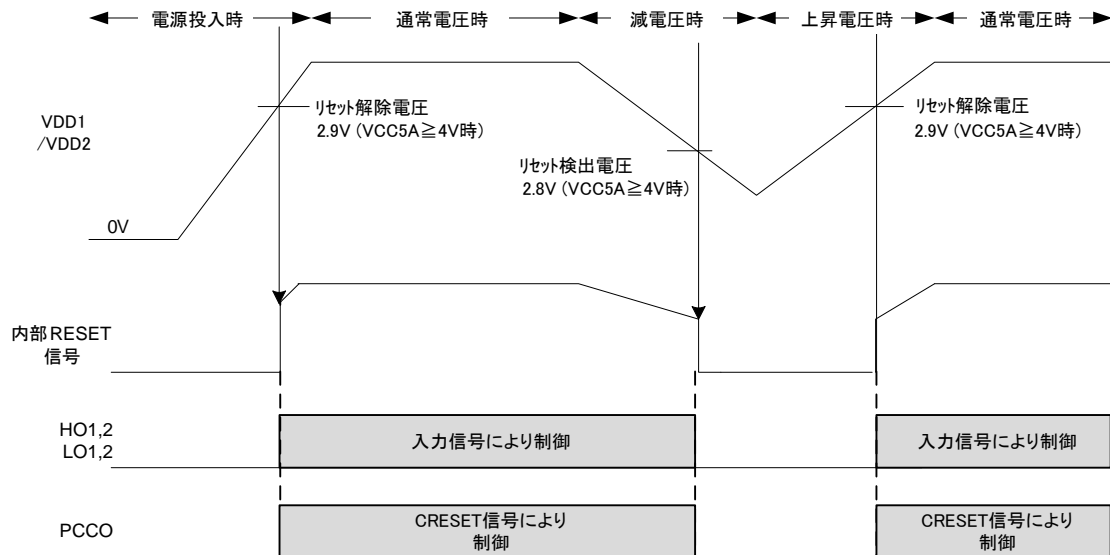 電源投入時
通常電圧時
減電圧時
上昇電圧時
通常電圧時
VDD1
/VDD2
リセット解除電圧
2.9V (VCC5A≧4V時)
リセット検出電圧
2.8V (VCC5A≧4V時)
リセット解除電圧
2.9V (VCC5A≧4V時)
0V
内部RESET
信号
HO1,2
LO1,2
入力信号により制御
入力信号により制御
PCCO
CRESET信号により
制御
CRESET信号により
制御